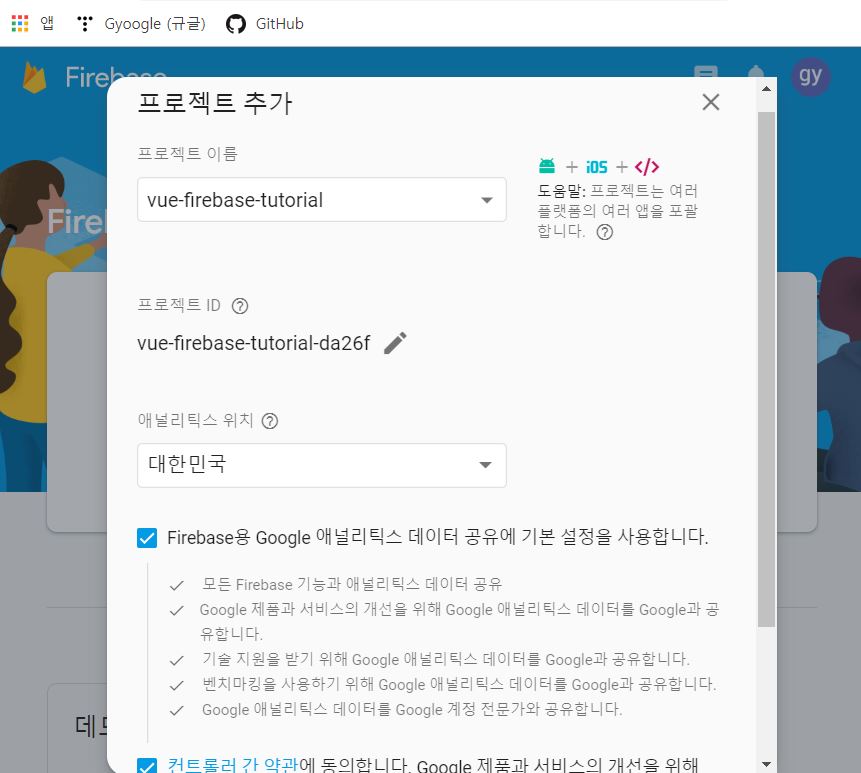 앱 Gyoogle (규글) GitHub
gy
프로젝트 추가
프로젝트 이름
vue-firebase-tutorial
+ iOS + </>
도움말: 프로젝트는 여러
플랫폼의 여러 앱을 포괄
합니다. ?
프로젝트 ID ?
vue-firebase-tutorial-da26f
애널리틱스 위치 ?
대한민국
Firebase용 Google 애널리틱스 데이터 공유에 기본 설정을 사용합니다.
모든 Firebase 기능과 애널리틱스 데이터 공유
Google 제품과 서비스의 개선을 위해 Google 애널리틱스 데이터를 Google과 공
유합니다.
기술 지원을 받기 위해 Google 애널리틱스 데이터를 Google과 공유합니다.
벤치마킹을 사용하기 위해 Google 애널리틱스 데이터를 Google과 공유합니다.
Google 애널리틱스 데이터를 Google 계정 전문가와 공유합니다.
컨트롤러 간 약관에 동의합니다. Google 제품과 서비스의 개선을 위해